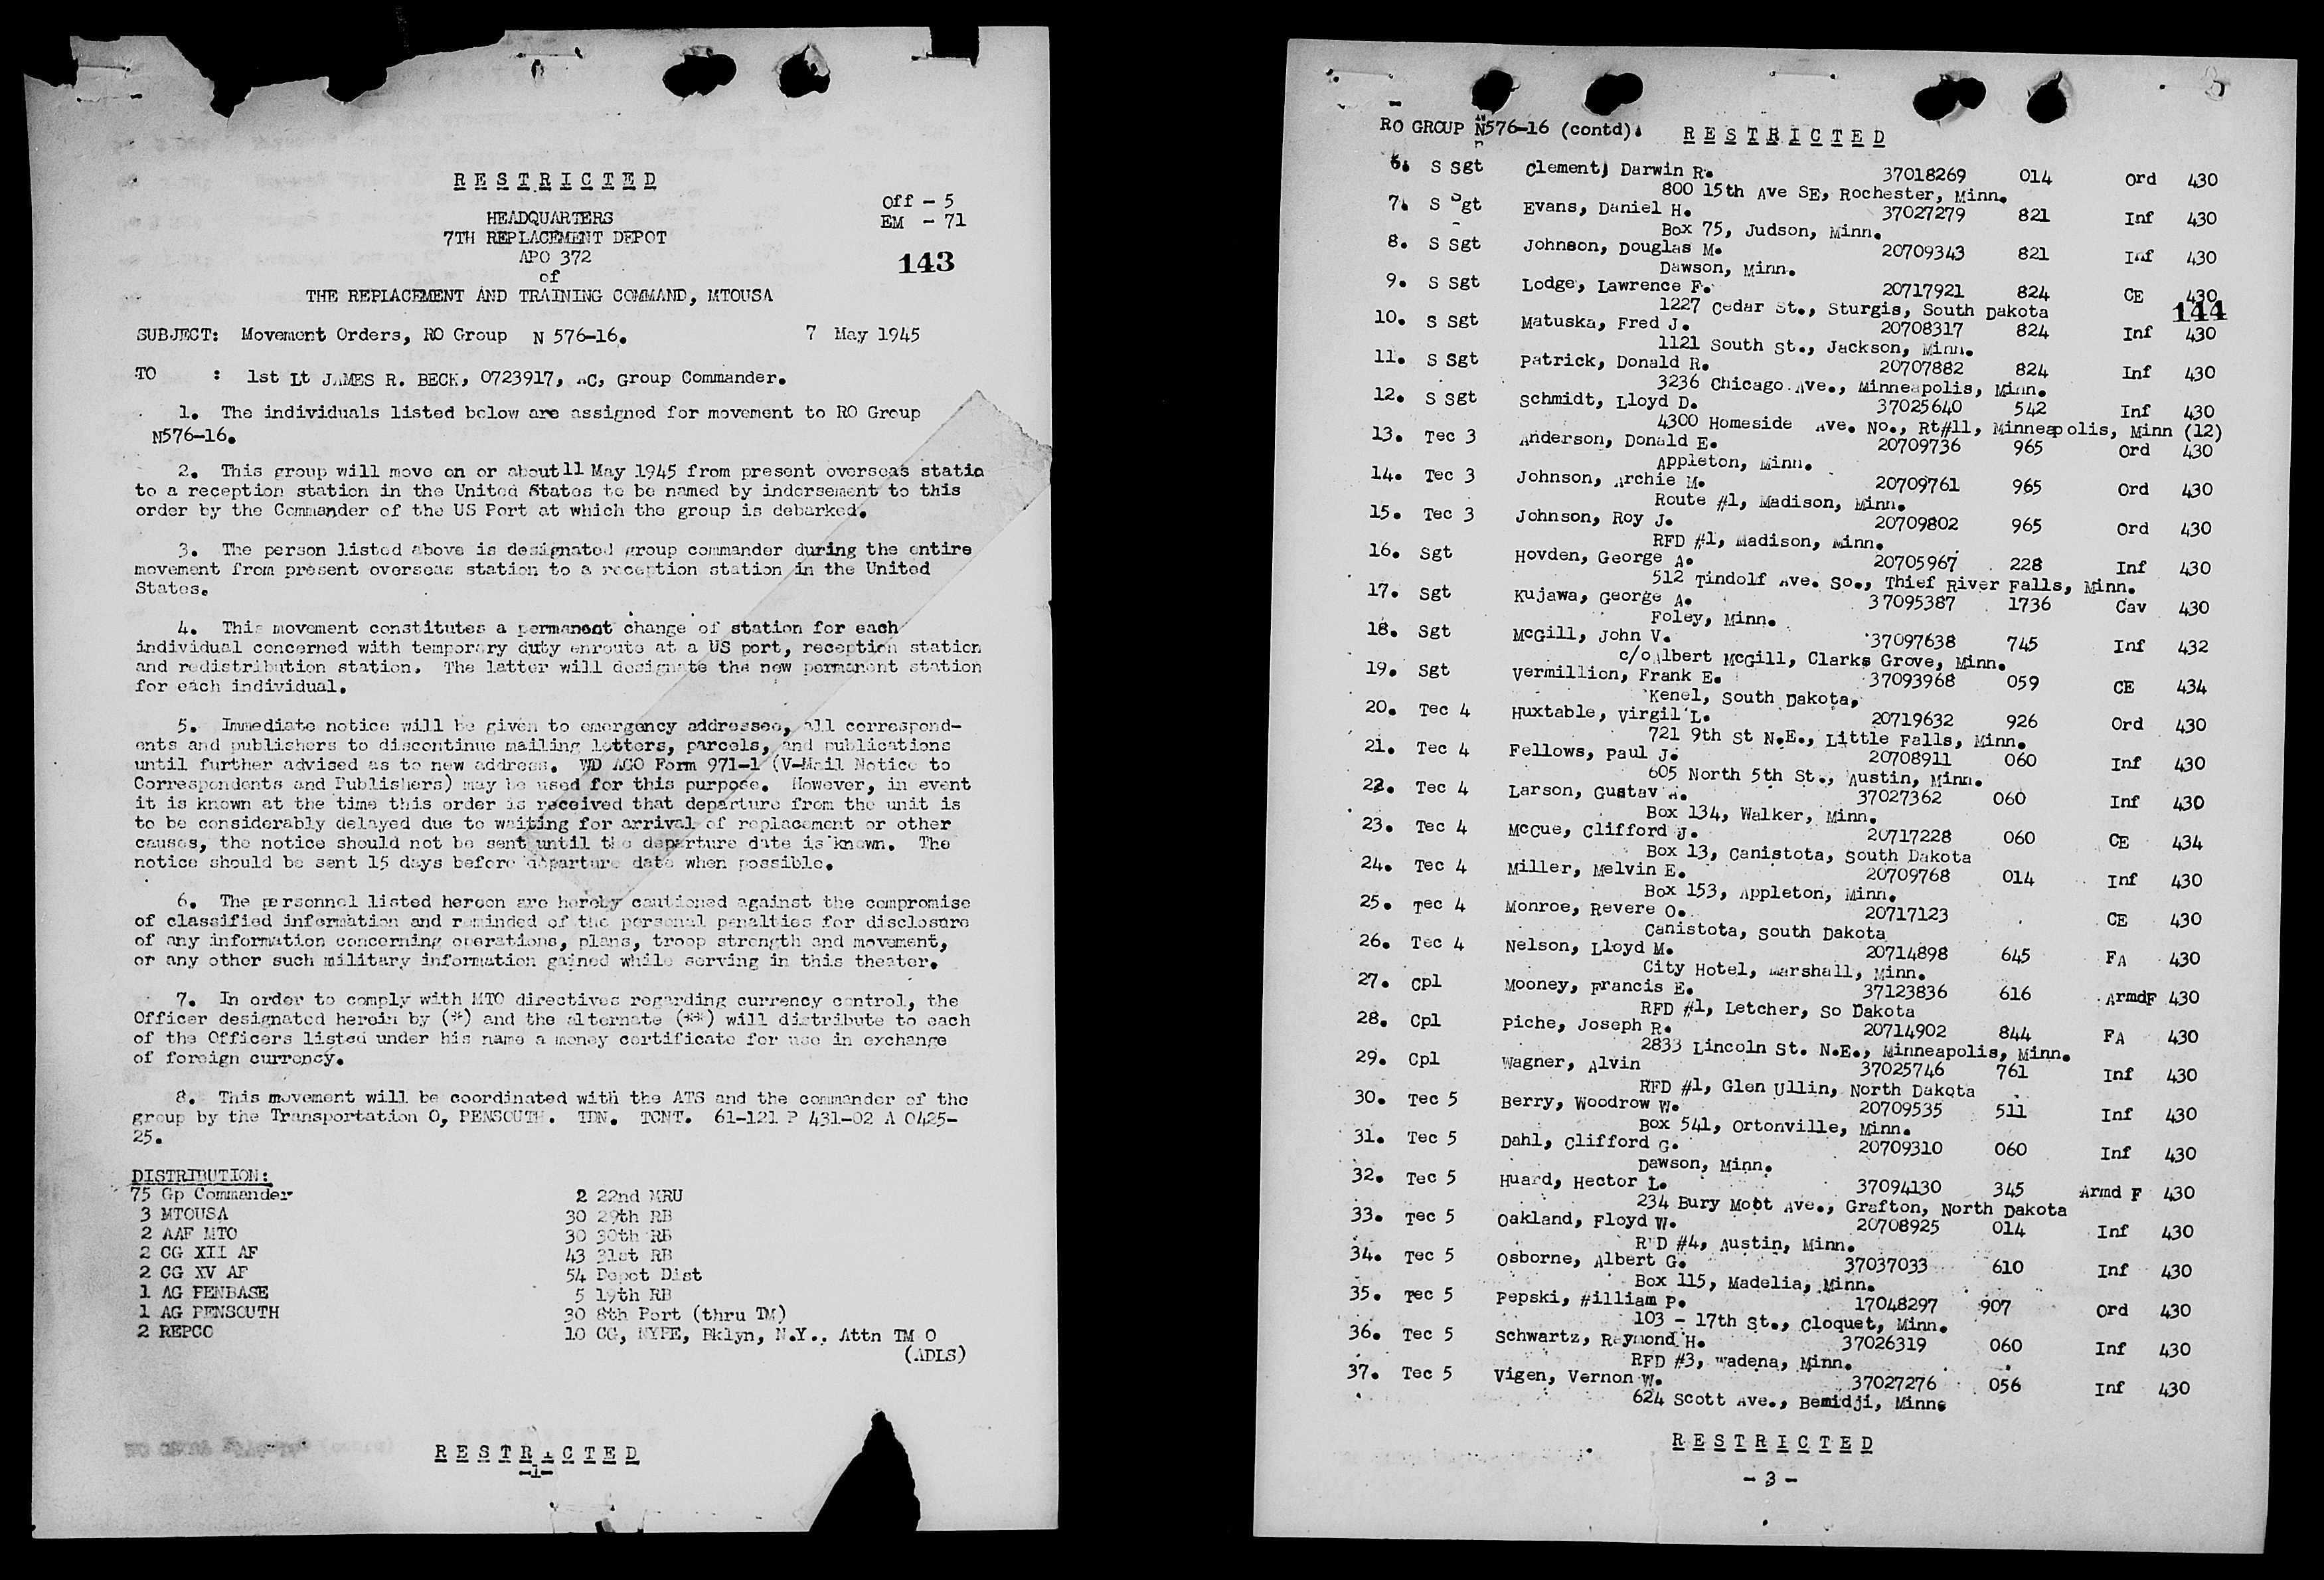 R E S T R I C T E D
Off - 5
EM - 71
HEADQUARTERS
7TH REPLACEMENT DEPOT
APO 372
of
143
THE REPLACEMENT AND TRAINING COMMAND, MTOUSA
SUBJECT: Movement Orders, RO Group N 576-16. 7 May 1945
TO : 1st Lt JAMES R. BECK, 0723917, AC, Group Commander.
1. The individuals listed below are assigned for movement to RO Group
N576-16.
2. This group will move on or about 11 May 1945 from present overseas statio
to a reception station in the United States to be named by indorsement to this
order by the Commander of the US Port at which the group is debarked.
3. The person listed above is designated group commander during the entire
movement from present overseas station to a reception station in the United
States.
4. This movement constitutes a permanent change of station for each
individual concerned with temporary duty enroute at a US port, reception station
and redistribution station. The latter will designate the new permanent station
for each individual.
5. Immediate notice will be given to emergency addressee, all correspond-
ents and publishers to discontinue mailing letters, parcels, and publications
until further advised as to new address. WD AGO Form 971-1 (V-Mail Notice to
Correspondents and Publishers) may be used for this purpose. However, in event
it is known at the time this order is received that departure from the unit is
to be considerably delayed due to waiting for arrival of replacement or other
causes, the notice should not be sent until the departure date is known. The
notice should be sent 15 days before departure date when possible.
6. The personnel listed hereon are hereby cautioned against the compromise
of classified information and reminded of the personal penalties for disclosure
of any information concerning operations, plans, troop strength and movement,
or any other such military information gained while serving in this theater.
7. In order to comply with MTO directives regarding currency control, the
Officer designated herein by (*) and the alternate (**) will distribute to each
of the Officers listed under his name a money certificate for use in exchange
of foreign currency.
8. This movement will be coordinated with the ATS and the commander of the
group by the Transportation O, PENSOUTH. TDN. TCNT. 61-121 P 431-02 A 0425-
25.
DISTRIBUTION:
75 Gp Commander 2 22nd MRU
3 MTOUSA 30 29th RB
2 AAF MTO 30 30th RB
2 CG XII AF 43 31st RB
2 CG XV AF 54 Depot Dist
1 AG PENBASE 5 19th RB
1 AG PENSOUTH 30 8th Port (thru TM)
2 REPCO 10 CG, NYPE, Bklyn, N.Y., Attn TM O
(ADLS)
R E S T R I C T E D
-1-
RO GROUP N576-16 (contd). R E S T R I C T E D
6. S Sgt Clement, Darwin R. 37018269 014 Ord 430
800 15th Ave SE, Rochester, Minn.
7. S Sgt Evans, Daniel H. 37027279 821 Inf 430
Box 75, Judson, Minn.
8. S Sgt Johnson, Douglas M. 20709343 821 Inf 430
Dawson, Minn.
9. S Sgt Lodge, Lawrence F. 20717921 824 CE 430
1227 Cedar St., Sturgis, South Dakota
144
10. S Sgt Matuska, Fred J. 20708317 824 Inf 430
1121 South St., Jackson, Minn.
11. S Sgt Patrick, Donald R. 20707882 824 Inf 430
3236 Chicago Ave., Minneapolis, Minn.
12. S Sgt Schmidt, Lloyd D. 37025640 542 Inf 430
4300 Homeside Ave. No., Rt#11, Minneapolis, Minn (12)
13. Tec 3 Anderson, Donald E. 20709736 965 Ord 430
Appleton, Minn.
14. Tec 3 Johnson, Archie M. 20709761 965 Ord 430
Route #1, Madison, Minn.
15. Tec 3 Johnson, Roy J. 20709802 965 Ord 430
RFD #1, Madison, Minn.
16. Sgt Hovden, George A. 20705967 228 Inf 430
512 Tindolf Ave. So., Thief River Falls, Minn.
17. Sgt Kujawa, George A. 37095387 1736 Cav 430
Foley, Minn.
18. Sgt McGill, John V. 37097638 745 Inf 432
c/o Albert McGill, Clarks Grove, Minn.
19. Sgt Vermillion, Frank E. 37093968 059 CE 434
Kenel, South Dakota,
20. Tec 4 Huxtable, Virgil L. 20719632 926 Ord 430
721 9th St N.E., Little Falls, Minn.
21. Tec 4 Fellows, Paul J. 20708911 060 Inf 430
605 North 5th St., Austin, Minn.
22. Tec 4 Larson, Gustav A. 37027362 060 Inf 430
Box 134, Walker, Minn.
23. Tec 4 McCue, Clifford J. 20717228 060 CE 434
Box 13, Canistota, South Dakota
24. Tec 4 Miller, Melvin E. 20709768 014 Inf 430
Box 153, Appleton, Minn.
25. Tec 4 Monroe, Revere O. 20717123 CE 430
Canistota, South Dakota
26. Tec 4 Nelson, Lloyd M. 20714898 645 FA 430
City Hotel, Marshall, Minn.
27. Cpl Mooney, Francis E. 37123836 616 ArmdF 430
RFD #1, Letcher, So Dakota
28. Cpl Piche, Joseph R. 20714902 844 FA 430
2833 Lincoln St. N.E., Minneapolis, Minn.
29. Cpl Wagner, Alvin 37025746 761 Inf 430
RFD #1, Glen Ullin, North Dakota
30. Tec 5 Berry, Woodrow W. 20709535 511 Inf 430
Box 541, Ortonville, Minn.
31. Tec 5 Dahl, Clifford G. 20709310 060 Inf 430
Dawson, Minn.
32. Tec 5 Huard, Hector L. 37094130 345 Armd F 430
234 Bury Mobt Ave., Grafton, North Dakota
33. Tec 5 Oakland, Floyd W. 20708925 014 Inf 430
RFD #4, Austin, Minn.
34. Tec 5 Osborne, Albert G. 37037033 610 Inf 430
Box 115, Madelia, Minn.
35. Tec 5 Pepski, William P. 17048297 907 Ord 430
103 - 17th St., Cloquet, Minn.
36. Tec 5 Schwartz, Raymond H. 37026319 060 Inf 430
RFD #3, Wadena, Minn.
37. Tec 5 Vigen, Vernon W. 37027276 056 Inf 430
624 Scott Ave., Bemidji, Minn.
R E S T R I C T E D
- 3 -